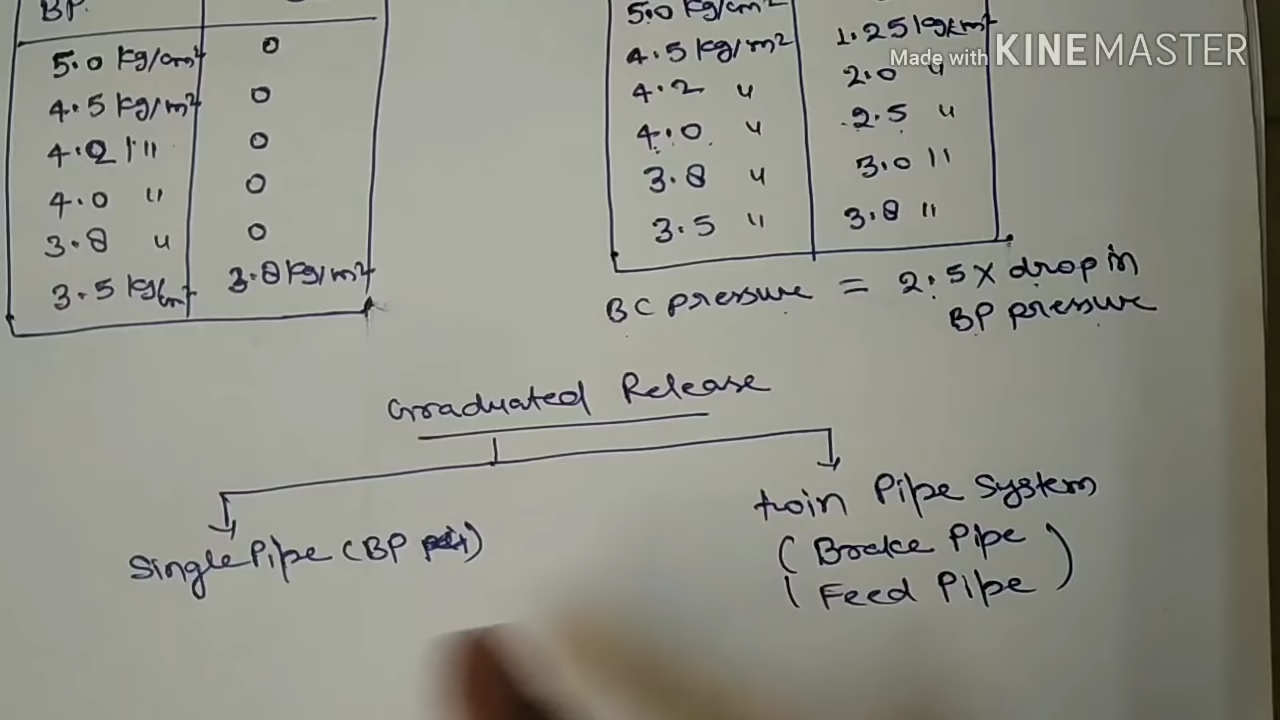 BP.
5.0 kg/cm² 0
4.5 kg/m² 0
4.2 " 0
4.0 " 0
3.8 " 0
3.5 kg/m² 3.8 kg/m²
5.0 kg/cm²
4.5 kg/m² 1.25 kg/m²
4.2 " 2.0 "
4.0 " 2.5 "
3.8 " 3.0 "
3.5 " 3.8 "
Made with KINEMASTER
BC pressure = 2.5 x drop in
BP pressure
Graduated Release
Single Pipe (BP )
twin Pipe System
(Brake Pipe
Feed Pipe)